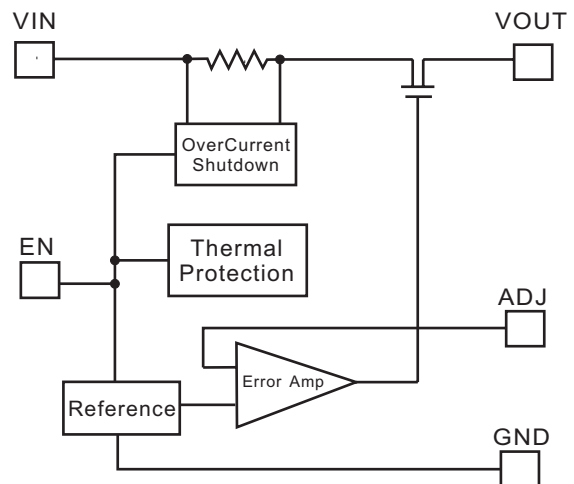 VIN
VOUT
OverCurrent
Shutdown
Thermal
Protection
EN
ADJ
Error Amp
Reference
GND